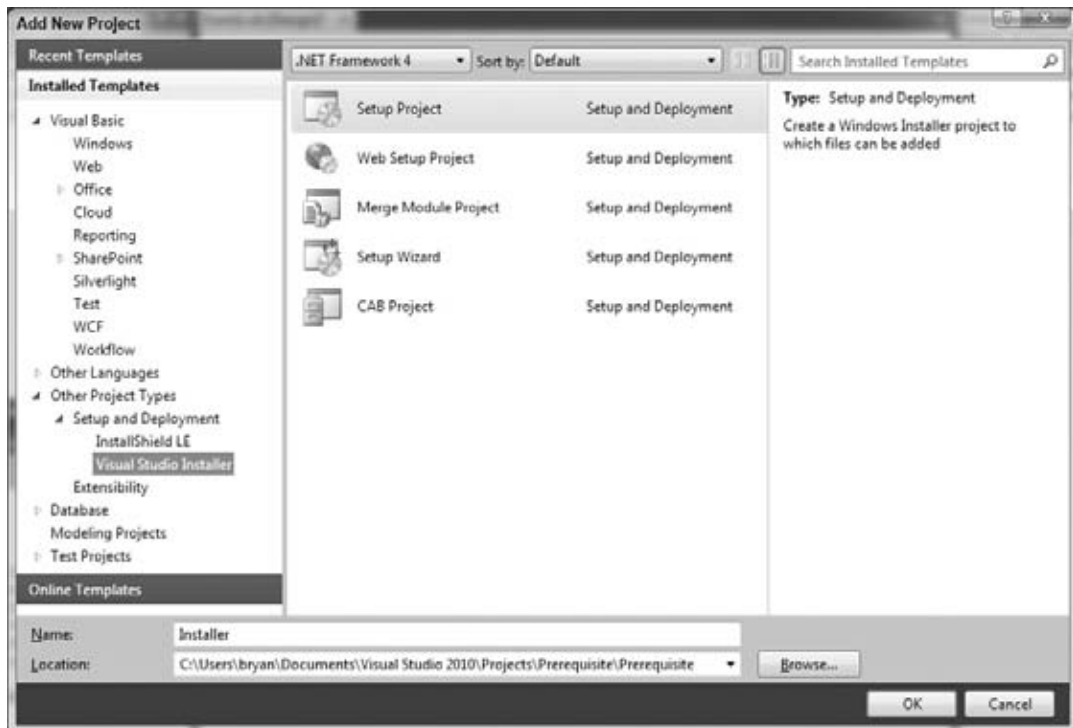 Add New Project
Recent Templates
Installed Templates
Visual Basic
Windows
Web
Office
Cloud
Reporting
SharePoint
Silverlight
Test
WCF
Workflow
Other Languages
Other Project Types
Setup and Deployment
InstallShield LE
Visual Studio Installer
Extensibility
Database
Modeling Projects
Test Projects
Online Templates
.NET Framework 4 Sort by: Default
Setup Project Setup and Deployment
Web Setup Project Setup and Deployment
Merge Module Project Setup and Deployment
Setup Wizard Setup and Deployment
CAB Project Setup and Deployment
Search Installed Templates
Type: Setup and Deployment
Create a Windows Installer project to
which files can be added
Name: Installer
Location: C:\Users\bryan\Documents\Visual Studio 2010\Projects\Prerequisite\Prerequisite Browse...
OK Cancel